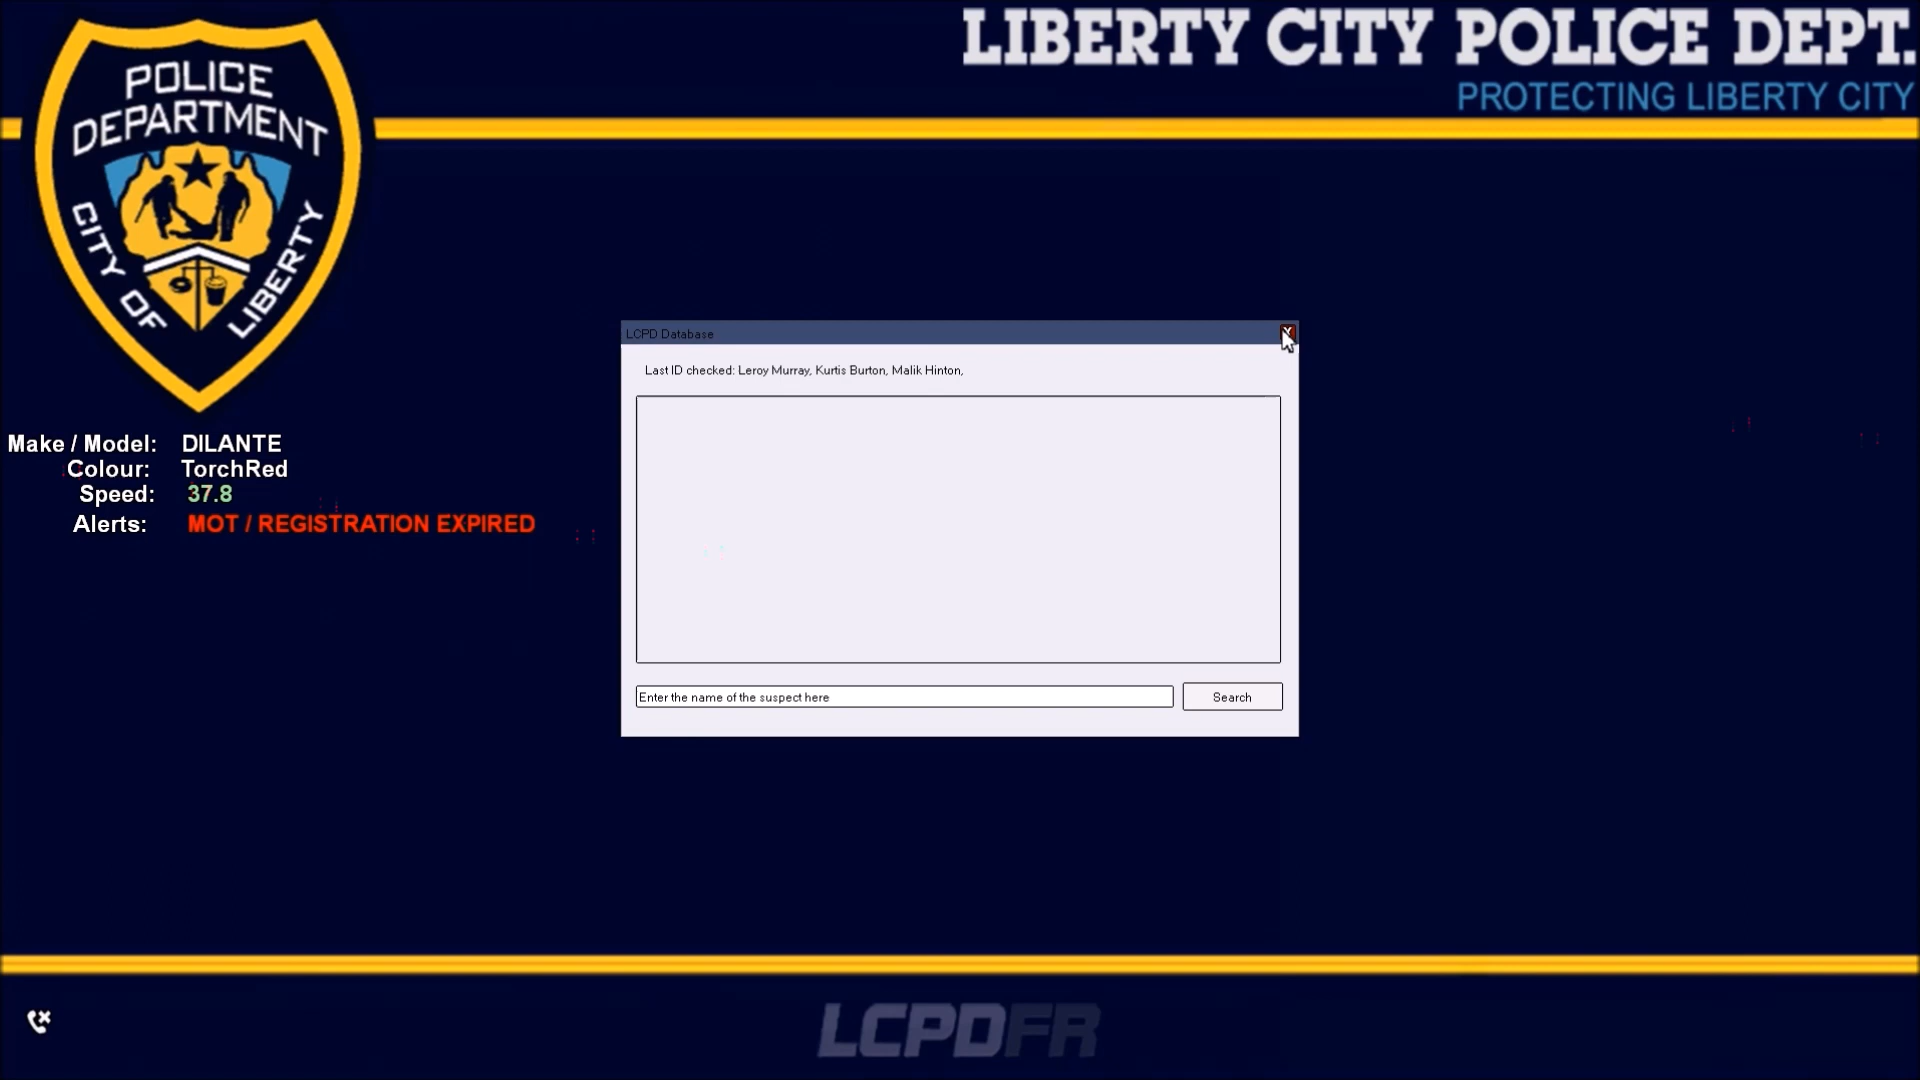 LIBERTY CITY POLICE DEPT.
PROTECTING LIBERTY CITY
POLICE
DEPARTMENT
CITY OF LIBERTY
Make / Model: DILANTE
Colour: TorchRed
Speed: 37.8
Alerts: MOT / REGISTRATION EXPIRED
LCPD Database
X
Last ID checked: Leroy Murray, Kurtis Burton, Malik Hinton,
Enter the name of the suspect here
Search
LCPDFR